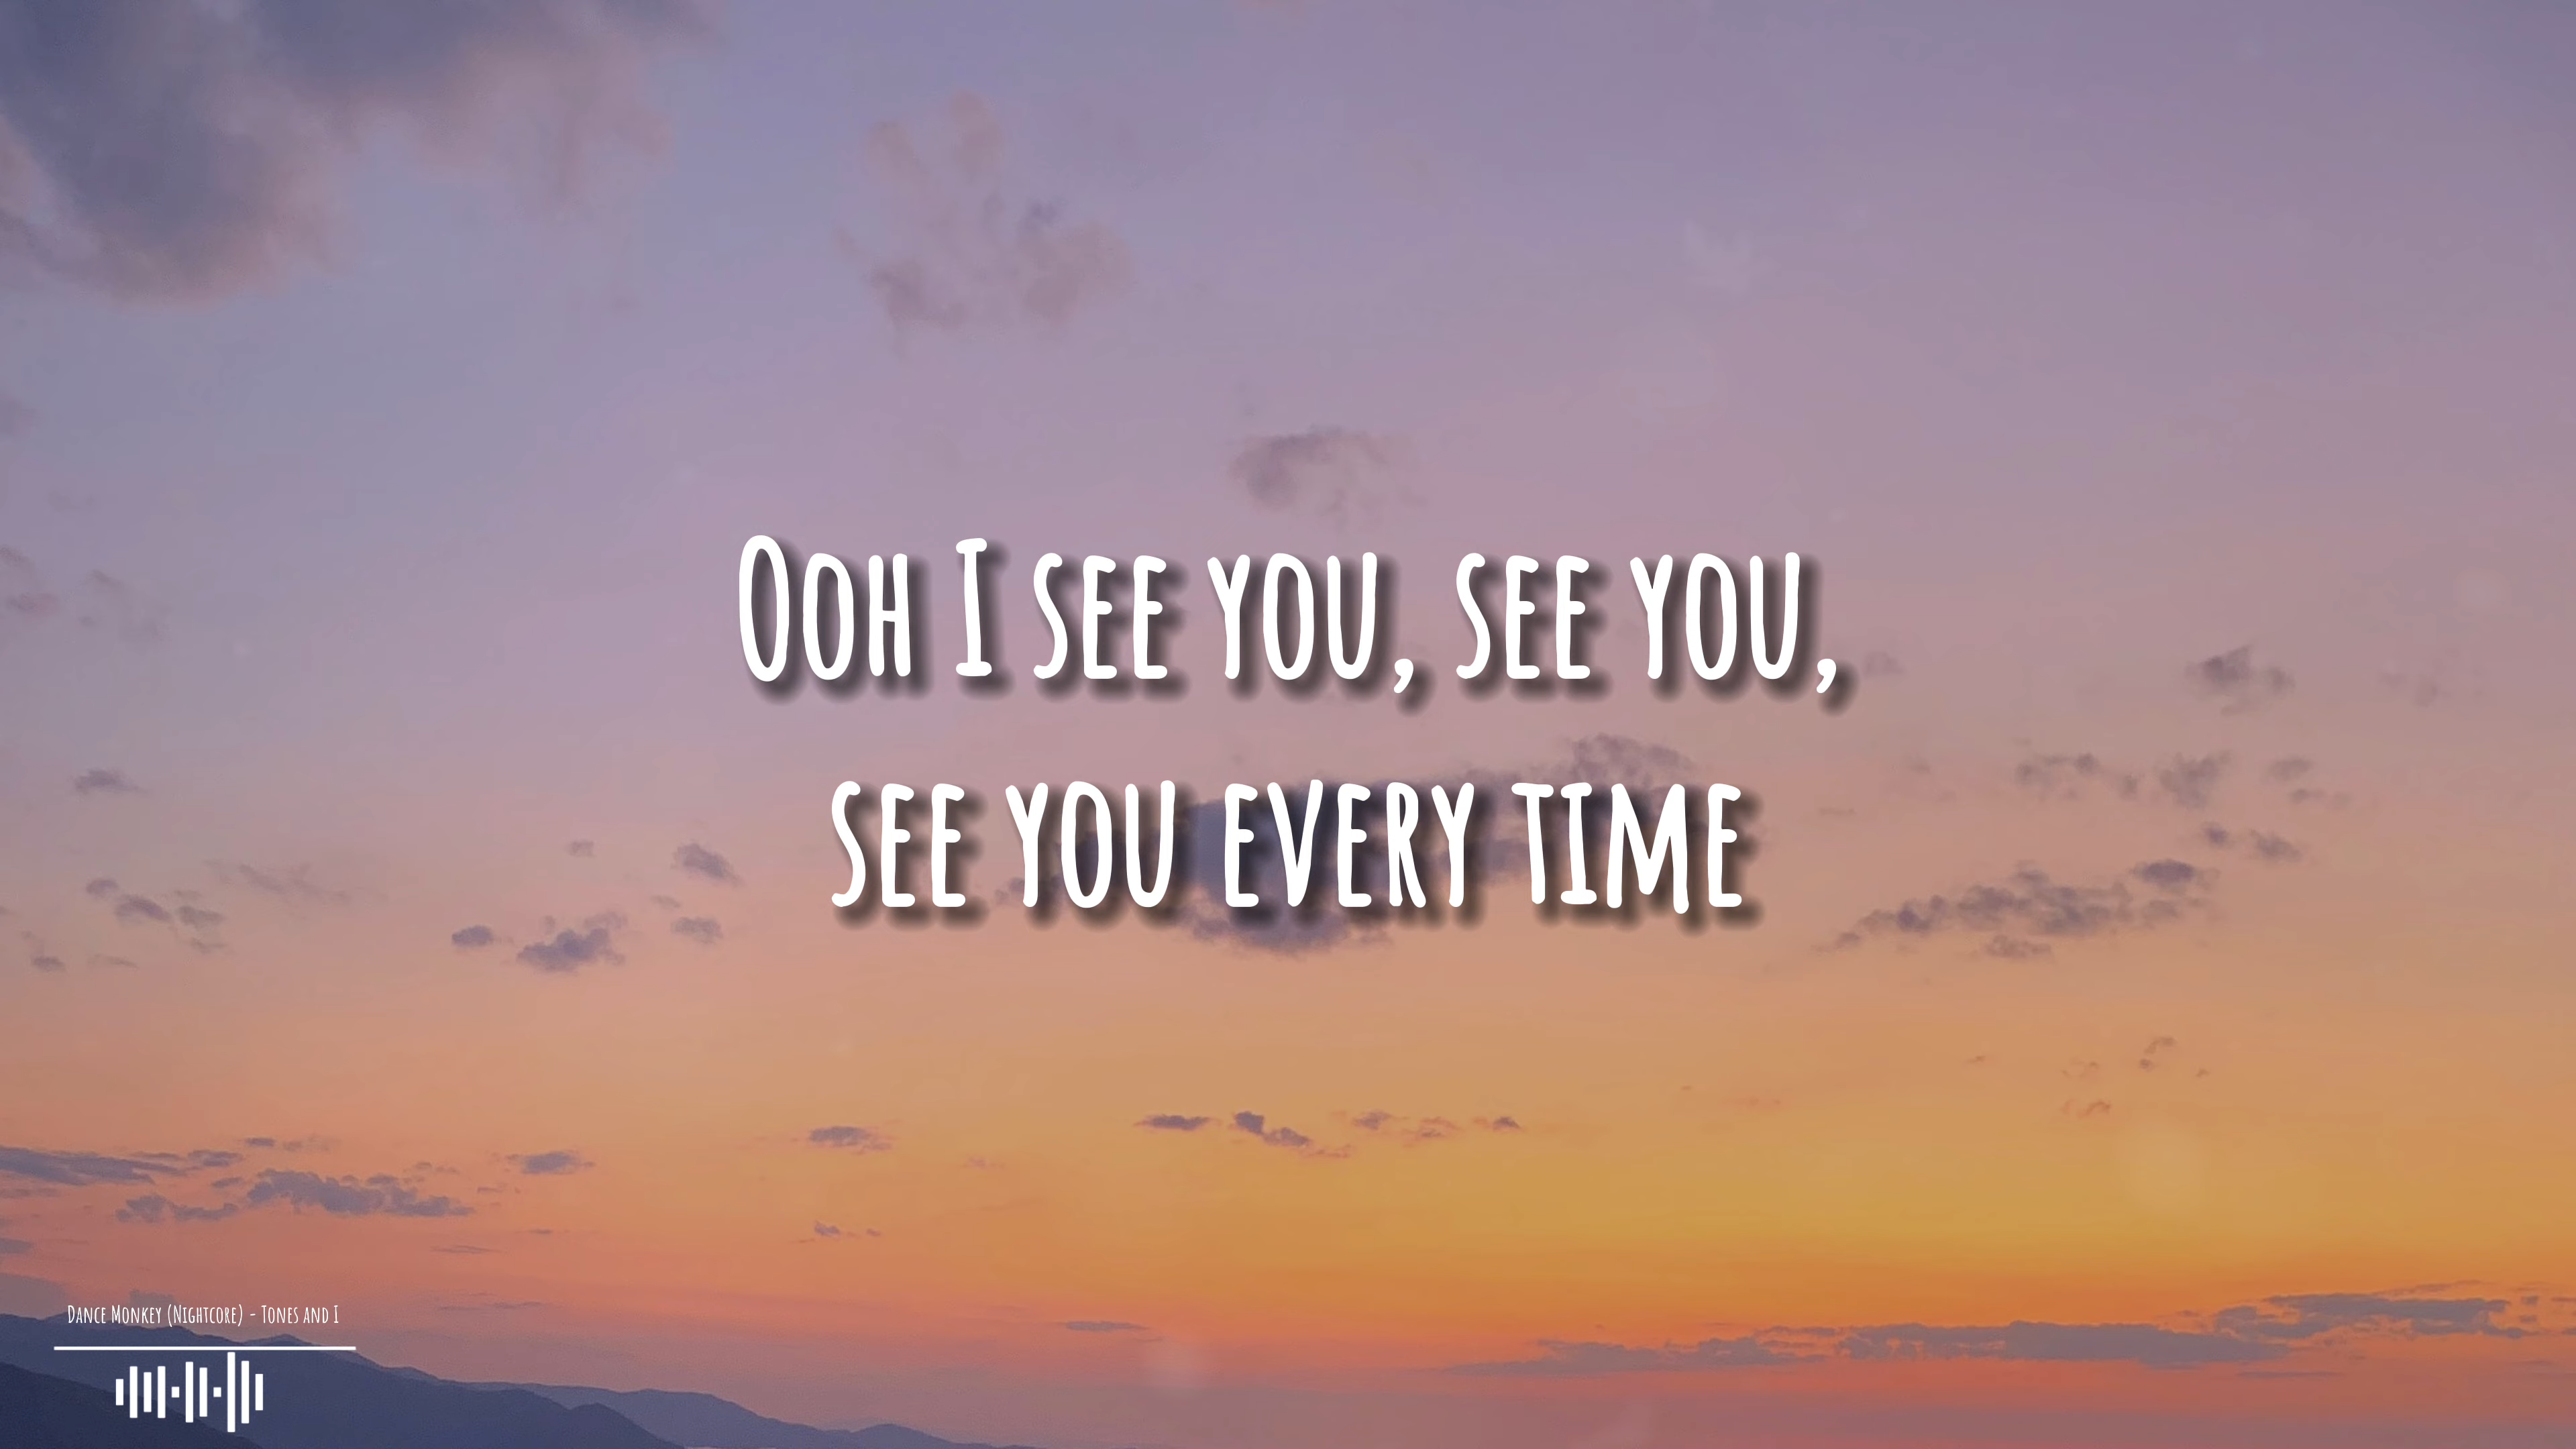 Ooh I see you, see you,
see you every time
Dance Monkey (Nightcore) - Tones and I